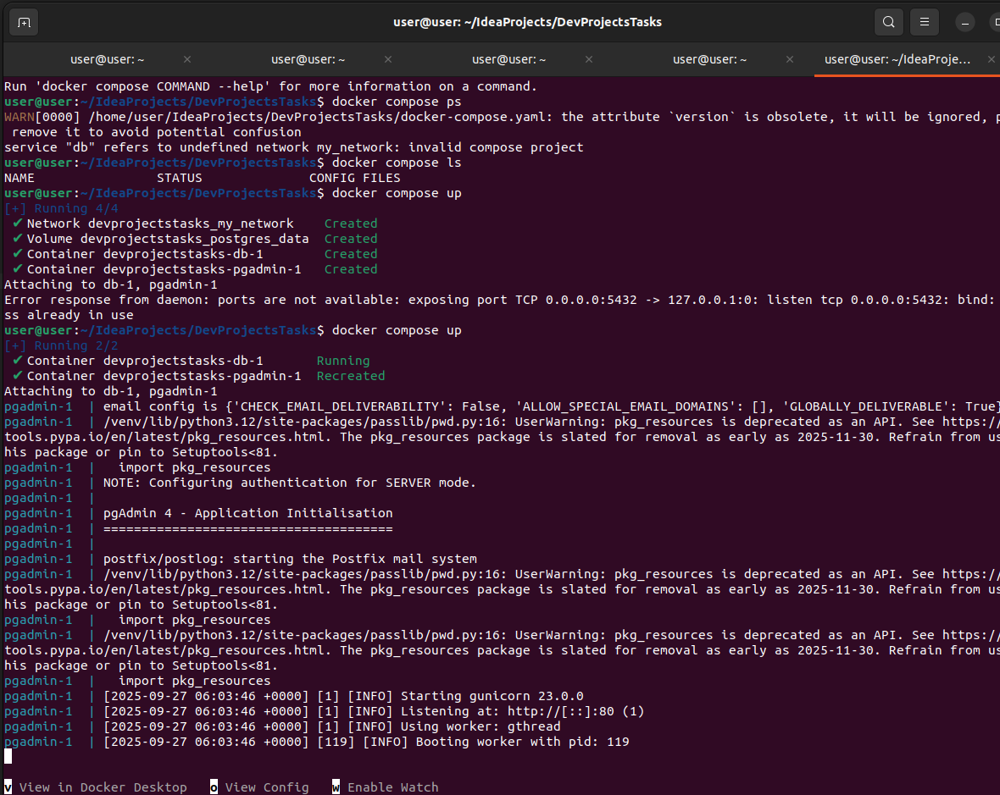 user@user: ~/IdeaProjects/DevProjectsTasks
user@user: ~ × user@user: ~ × user@user: ~ × user@user: ~ × user@user: ~/IdeaProje... ×
Run 'docker compose COMMAND --help' for more information on a command.
user@user:~/IdeaProjects/DevProjectsTasks$ docker compose ps
WARN[0000] /home/user/IdeaProjects/DevProjectsTasks/docker-compose.yaml: the attribute `version` is obsolete, it will be ignored, p
remove it to avoid potential confusion
service "db" refers to undefined network my_network: invalid compose project
user@user:~/IdeaProjects/DevProjectsTasks$ docker compose ls
NAME STATUS CONFIG FILES
user@user:~/IdeaProjects/DevProjectsTasks$ docker compose up
[+] Running 4/4
✔ Network devprojectstasks_my_network Created
✔ Volume devprojectstasks_postgres_data Created
✔ Container devprojectstasks-db-1 Created
✔ Container devprojectstasks-pgadmin-1 Created
Attaching to db-1, pgadmin-1
Error response from daemon: ports are not available: exposing port TCP 0.0.0.0:5432 -> 127.0.0.1:0: listen tcp 0.0.0.0:5432: bind:
ss already in use
user@user:~/IdeaProjects/DevProjectsTasks$ docker compose up
[+] Running 2/2
✔ Container devprojectstasks-db-1 Running
✔ Container devprojectstasks-pgadmin-1 Recreated
Attaching to db-1, pgadmin-1
pgadmin-1 | email config is {'CHECK_EMAIL_DELIVERABILITY': False, 'ALLOW_SPECIAL_EMAIL_DOMAINS': [], 'GLOBALLY_DELIVERABLE': True}
pgadmin-1 | /venv/lib/python3.12/site-packages/passlib/pwd.py:16: UserWarning: pkg_resources is deprecated as an API. See https://
tools.pypa.io/en/latest/pkg_resources.html. The pkg_resources package is slated for removal as early as 2025-11-30. Refrain from us
his package or pin to Setuptools<81.
pgadmin-1 | import pkg_resources
pgadmin-1 | NOTE: Configuring authentication for SERVER mode.
pgadmin-1 |
pgadmin-1 | pgAdmin 4 - Application Initialisation
pgadmin-1 | ======================================
pgadmin-1 |
pgadmin-1 | postfix/postlog: starting the Postfix mail system
pgadmin-1 | /venv/lib/python3.12/site-packages/passlib/pwd.py:16: UserWarning: pkg_resources is deprecated as an API. See https://
tools.pypa.io/en/latest/pkg_resources.html. The pkg_resources package is slated for removal as early as 2025-11-30. Refrain from us
his package or pin to Setuptools<81.
pgadmin-1 | import pkg_resources
pgadmin-1 | /venv/lib/python3.12/site-packages/passlib/pwd.py:16: UserWarning: pkg_resources is deprecated as an API. See https://
tools.pypa.io/en/latest/pkg_resources.html. The pkg_resources package is slated for removal as early as 2025-11-30. Refrain from us
his package or pin to Setuptools<81.
pgadmin-1 | import pkg_resources
pgadmin-1 | [2025-09-27 06:03:46 +0000] [1] [INFO] Starting gunicorn 23.0.0
pgadmin-1 | [2025-09-27 06:03:46 +0000] [1] [INFO] Listening at: http://[::]:80 (1)
pgadmin-1 | [2025-09-27 06:03:46 +0000] [1] [INFO] Using worker: gthread
pgadmin-1 | [2025-09-27 06:03:46 +0000] [119] [INFO] Booting worker with pid: 119
v View in Docker Desktop o View Config w Enable Watch